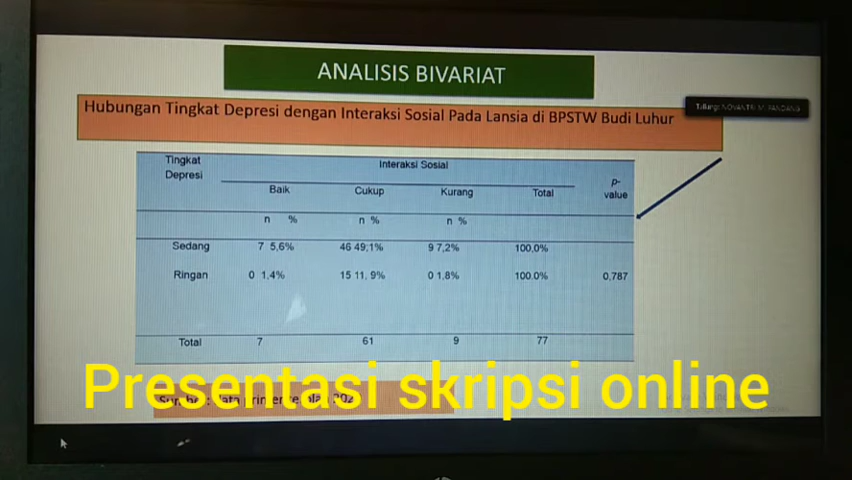 ANALISIS BIVARIAT
Hubungan Tingkat Depresi dengan Interaksi Sosial Pada Lansia di BPSTW Budi Luhur
Talking:
Tingkat Depresi Interaksi Sosial p-value
Baik Cukup Kurang Total
n % n % n %
Sedang 7 5,6% 46 49;1% 9 7,2% 100,0%
Ringan 0 1,4% 15 11, 9% 0 1,8% 100.0% 0,787
Total 7 61 9 77
Presentasi skripsi online